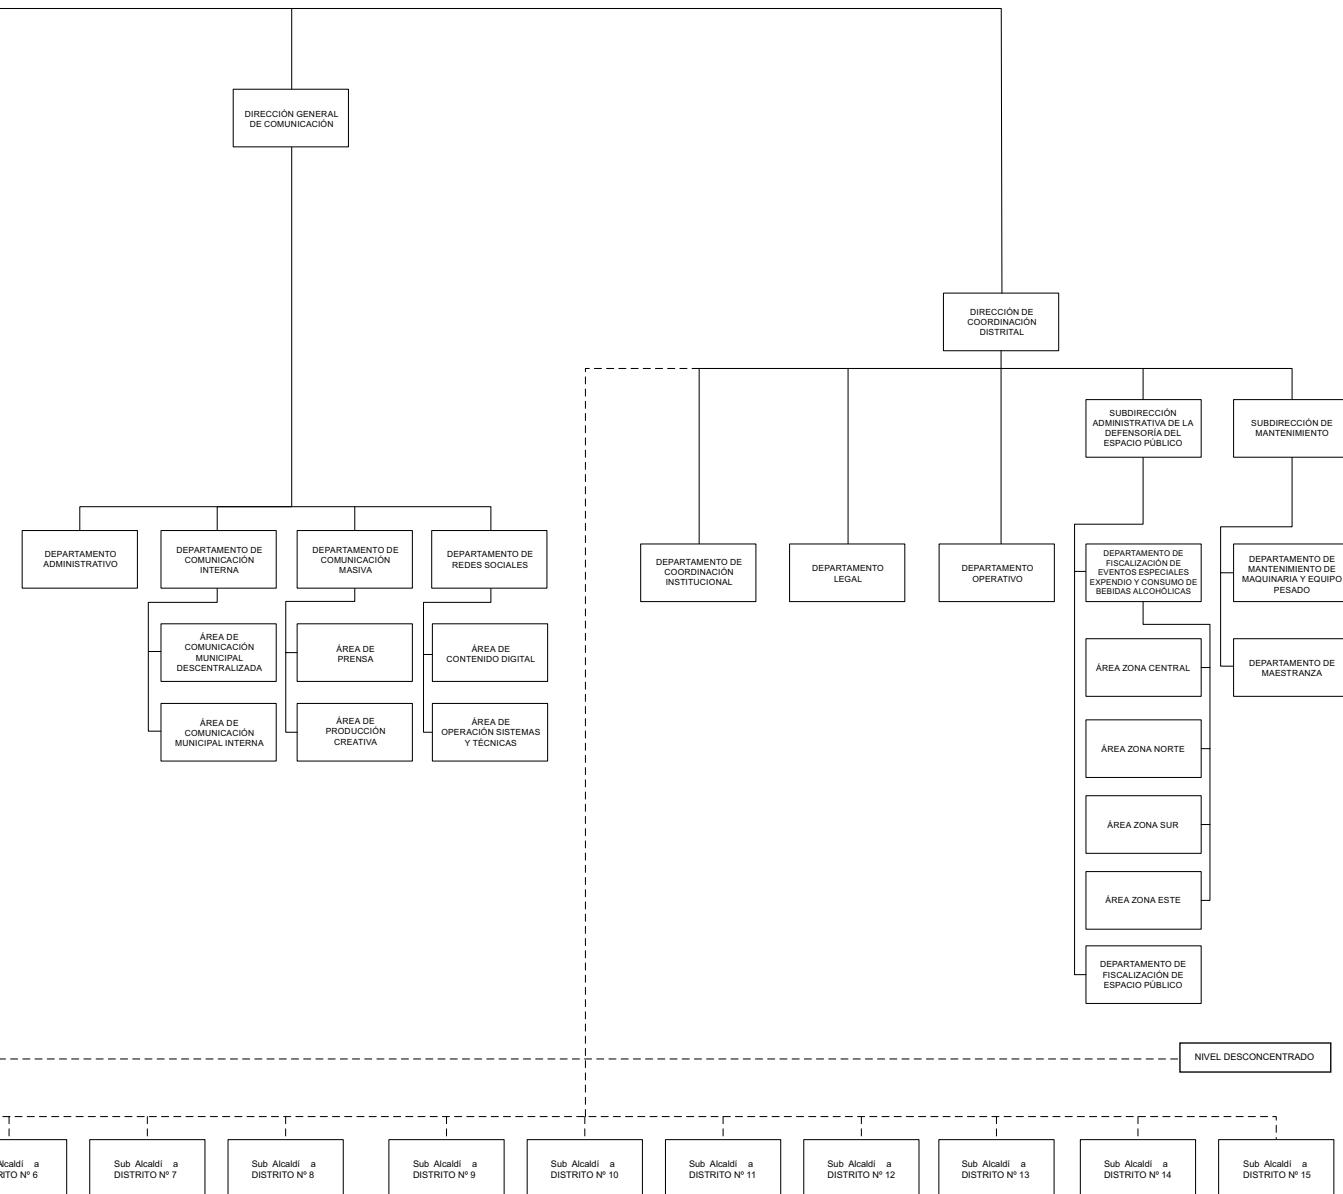 DIRECCIÓN GENERAL
DE COMUNICACIÓN
DIRECCIÓN DE
COORDINACIÓN
DISTRITAL
SUBDIRECCIÓN
ADMINISTRATIVA DE LA
DEFENSORÍA DEL
ESPACIO PÚBLICO
SUBDIRECCIÓN DE
MANTENIMIENTO
DEPARTAMENTO
ADMINISTRATIVO
DEPARTAMENTO DE
COMUNICACIÓN
INTERNA
DEPARTAMENTO DE
COMUNICACIÓN
MASIVA
DEPARTAMENTO DE
REDES SOCIALES
DEPARTAMENTO DE
COORDINACIÓN
INSTITUCIONAL
DEPARTAMENTO
LEGAL
DEPARTAMENTO
OPERATIVO
DEPARTAMENTO DE
FISCALIZACIÓN DE
EVENTOS ESPECIALES
EXPENDIO Y CONSUMO DE
BEBIDAS ALCOHÓLICAS
DEPARTAMENTO DE
MANTENIMIENTO DE
MAQUINARIA Y EQUIPO
PESADO
ÁREA DE
COMUNICACIÓN
MUNICIPAL
DESCENTRALIZADA
ÁREA DE
PRENSA
ÁREA DE
CONTENIDO DIGITAL
ÁREA ZONA CENTRAL
DEPARTAMENTO DE
MAESTRANZA
ÁREA DE
COMUNICACIÓN
MUNICIPAL INTERNA
ÁREA DE
PRODUCCIÓN
CREATIVA
ÁREA DE
OPERACIÓN SISTEMAS
Y TÉCNICAS
ÁREA ZONA NORTE
ÁREA ZONA SUR
ÁREA ZONA ESTE
DEPARTAMENTO DE
FISCALIZACIÓN DE
ESPACIO PÚBLICO
NIVEL DESCONCENTRADO
Alcaldí a
RITO Nº 6
Sub Alcaldí a
DISTRITO Nº 7
Sub Alcaldí a
DISTRITO Nº 8
Sub Alcaldí a
DISTRITO Nº 9
Sub Alcaldí a
DISTRITO Nº 10
Sub Alcaldí a
DISTRITO Nº 11
Sub Alcaldí a
DISTRITO Nº 12
Sub Alcaldí a
DISTRITO Nº 13
Sub Alcaldí a
DISTRITO Nº 14
Sub Alcaldí a
DISTRITO Nº 15